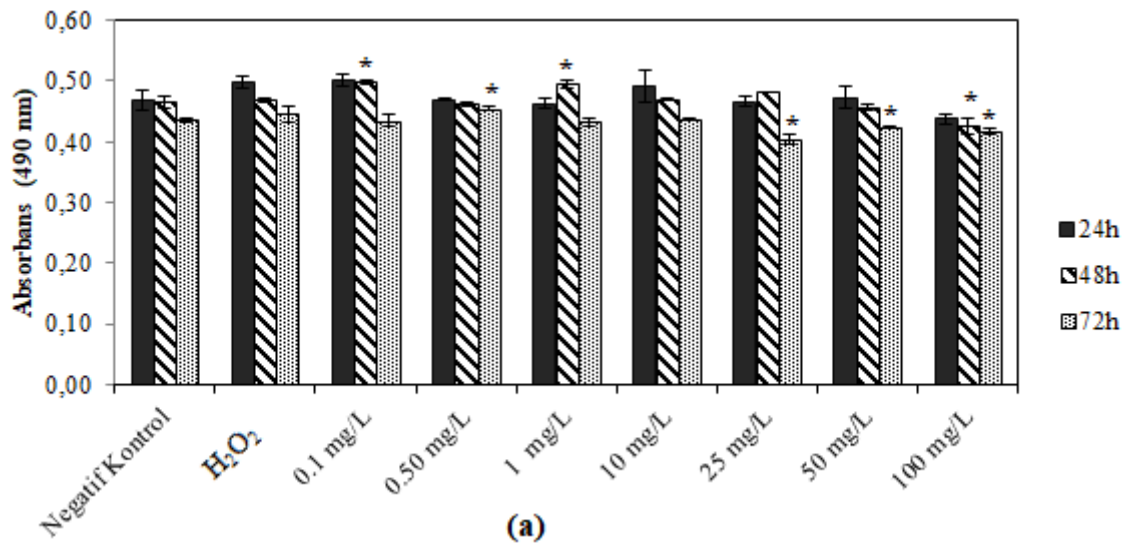 0,60
0,50
0,40
0,30
0,20
0,10
0,00
Absorbans (490 nm)
* * * * * * * *
Negatif Kontrol
H₂O₂
0.1 mg/L
0.50 mg/L
1 mg/L
10 mg/L
25 mg/L
50 mg/L
100 mg/L
24h
48h
72h
(a)